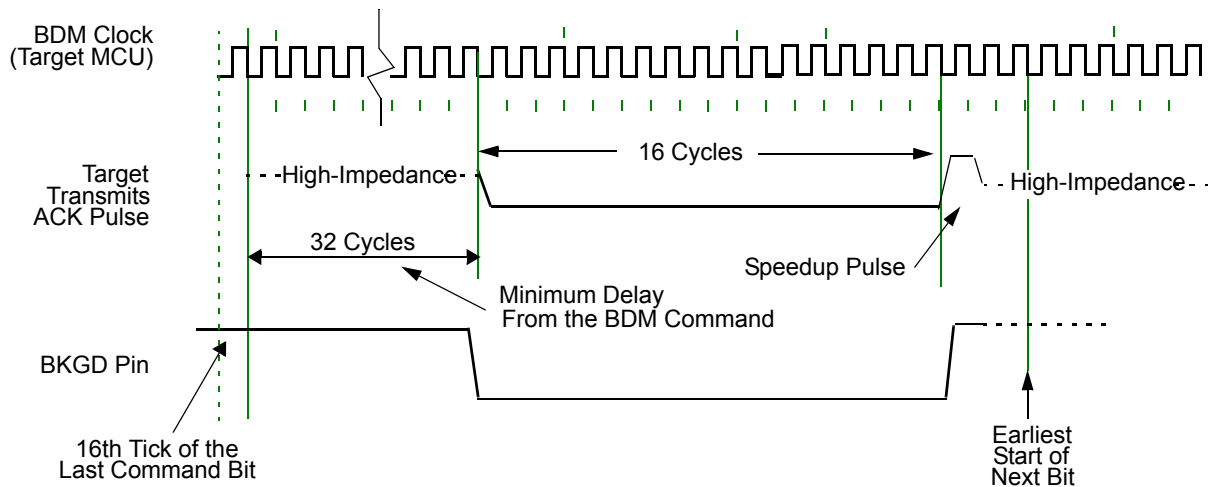 BDM Clock
(Target MCU)
16 Cycles
Target
Transmits
ACK Pulse
High-Impedance
High-Impedance
32 Cycles
Speedup Pulse
Minimum Delay
From the BDM Command
BKGD Pin
16th Tick of the
Last Command Bit
Earliest
Start of
Next Bit